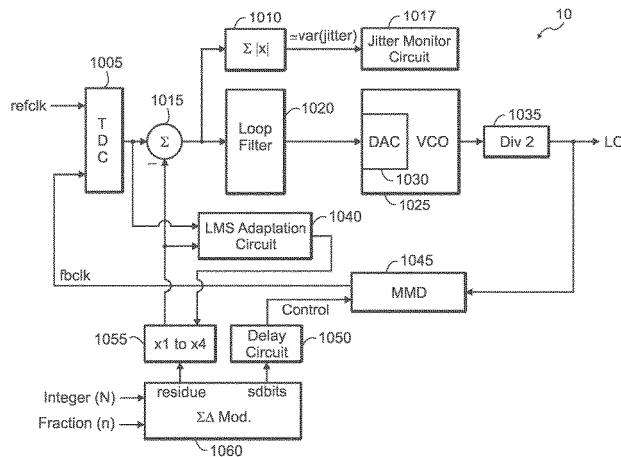 10
1010
1017
Σ |x|
≃var(jitter)
Jitter Monitor
Circuit
1005
refclk
T
D
C
1015
Σ
−
1020
Loop
Filter
DAC
VCO
1030
1025
1035
Div 2
LO
1040
LMS Adaptation
Circuit
fbclk
1045
MMD
Control
1055
x1 to x4
Delay
Circuit
1050
residue
sdbits
Integer (N)
Fraction (n)
ΣΔ Mod.
1060